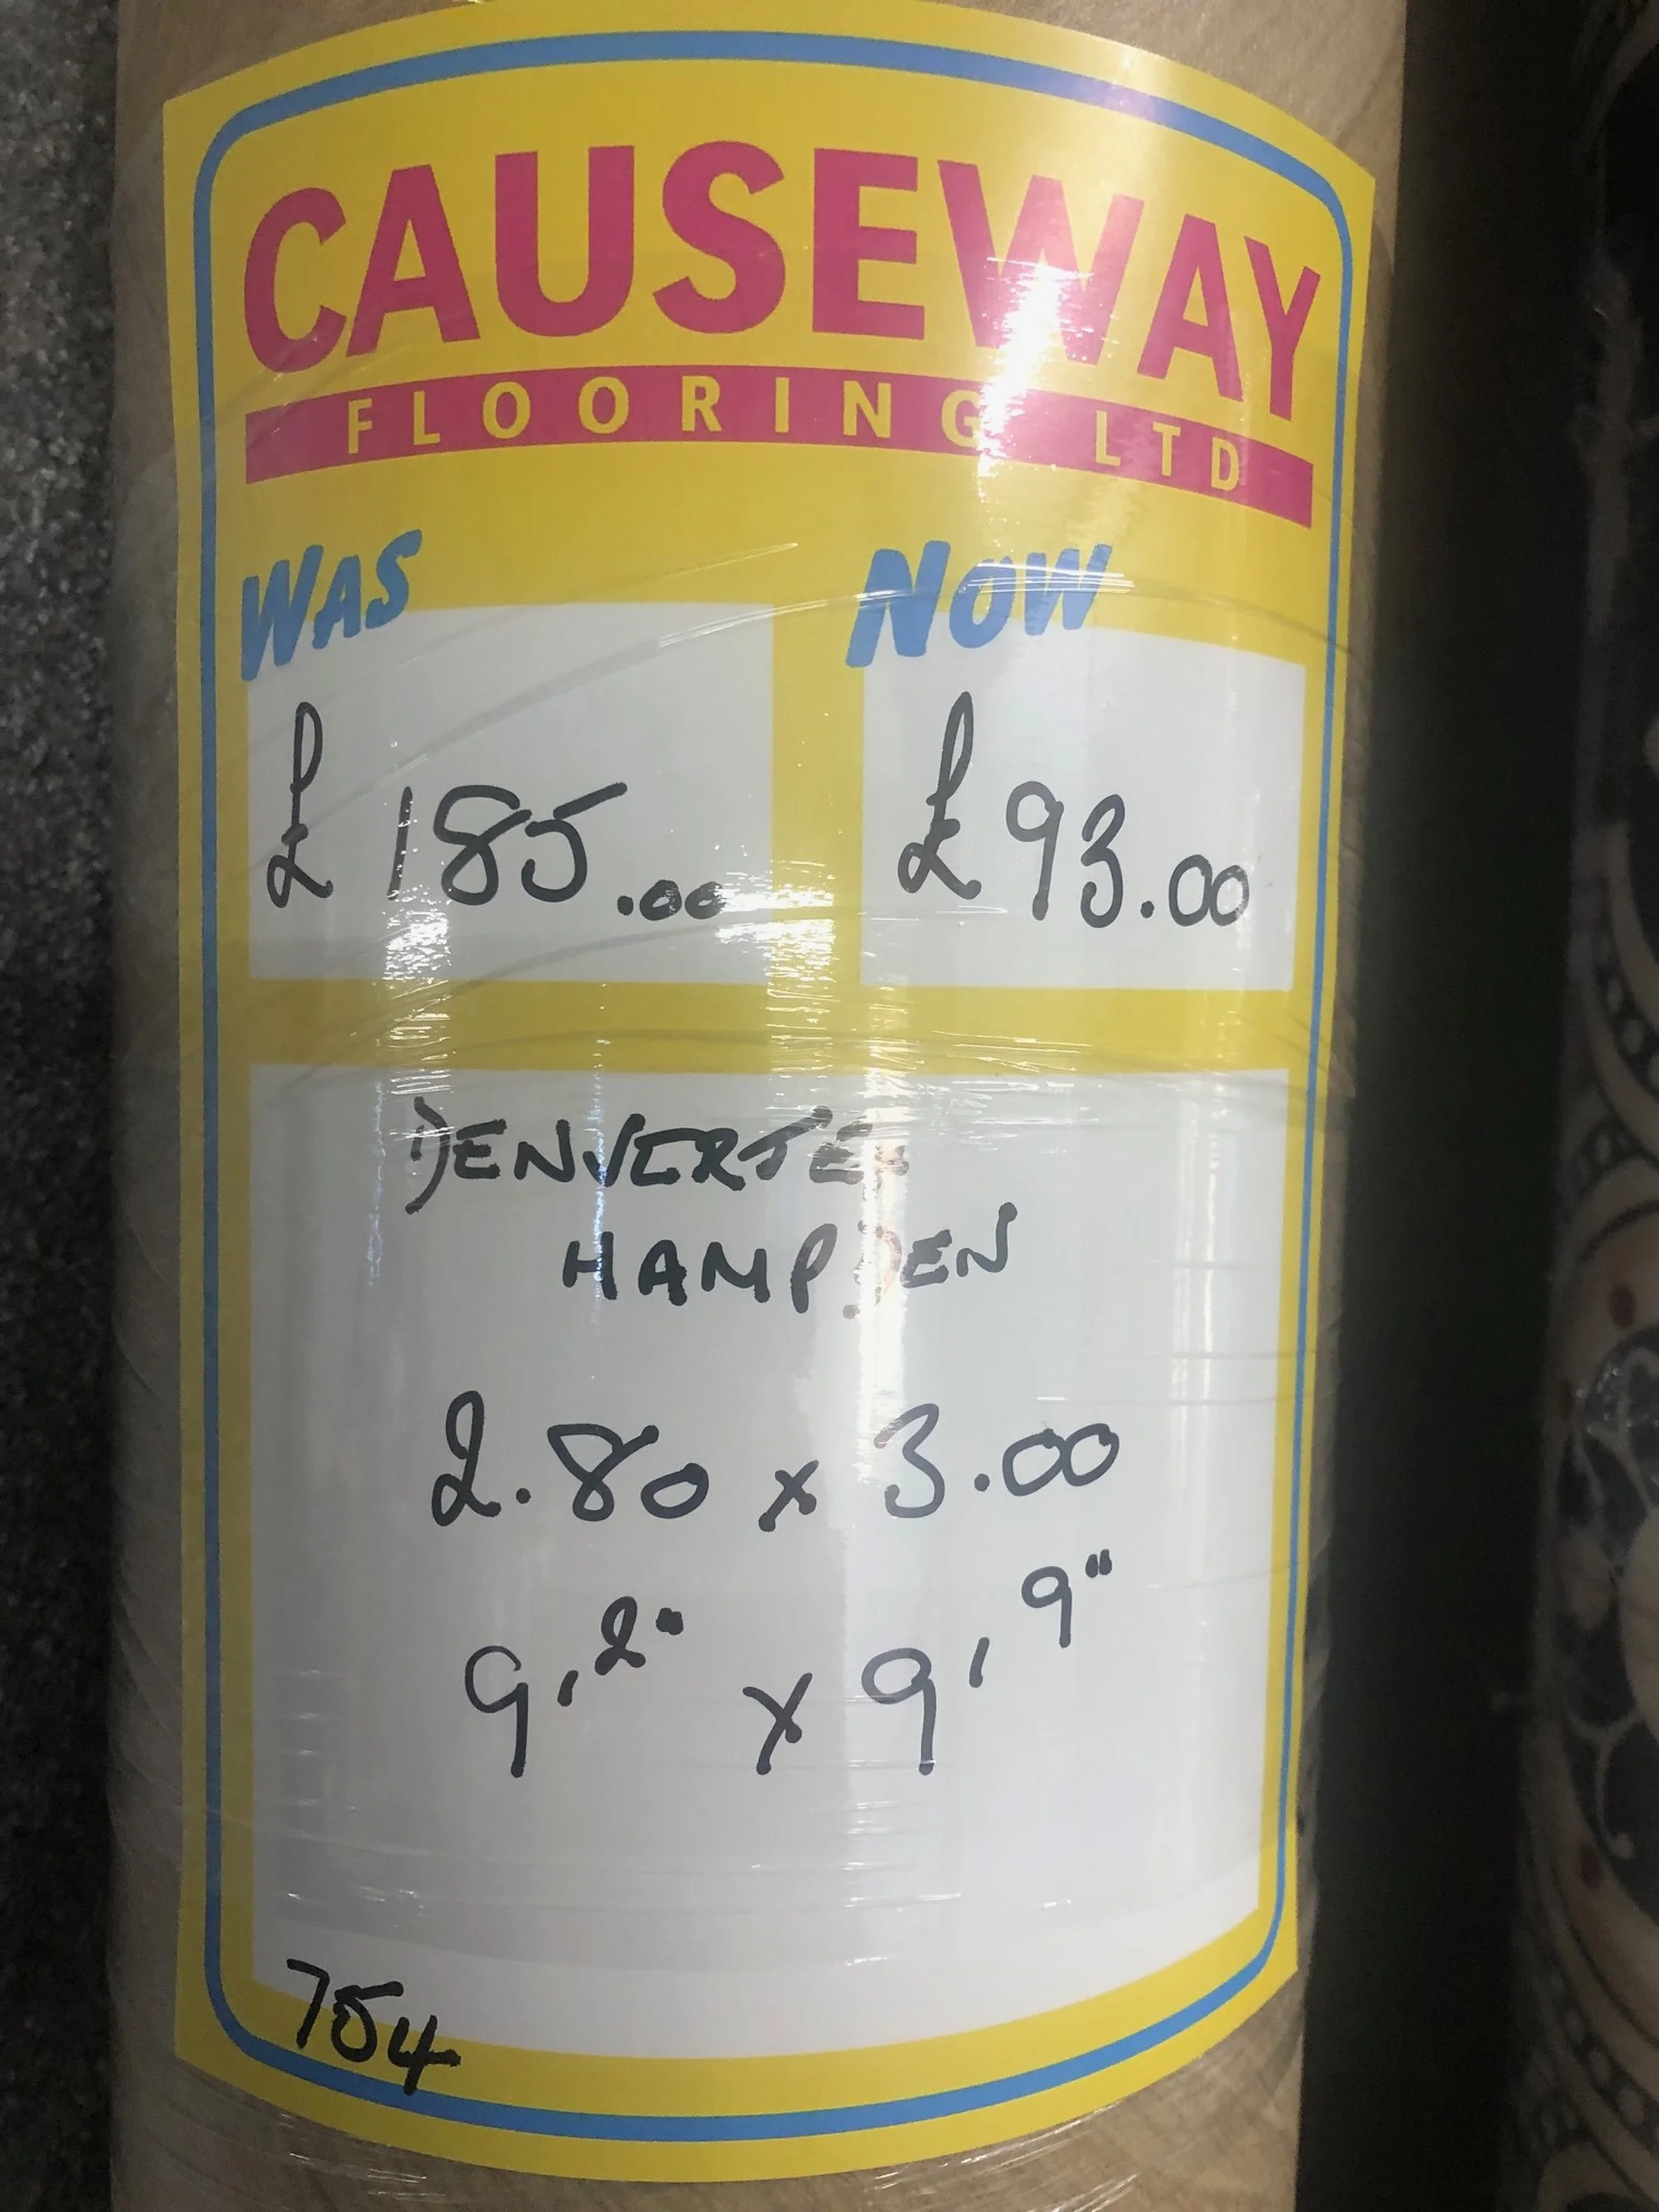 CAUSEWAY
FLOORING LTD
WAS NOW
£185.00 £93.00
HAMPDEN
2.80 x 3.00
9'2" x 9'9"
754